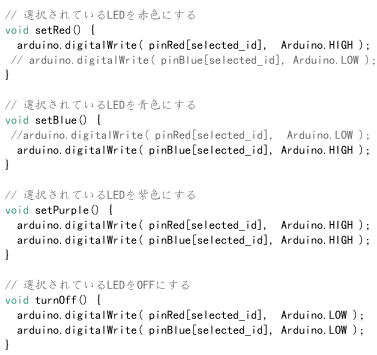 // 選択されているLEDを赤色にする
void setRed() {
  arduino.digitalWrite( pinRed[selected_id],  Arduino.HIGH );
 // arduino.digitalWrite( pinBlue[selected_id], Arduino.LOW );
}
// 選択されているLEDを青色にする
void setBlue() {
 //arduino.digitalWrite( pinRed[selected_id],  Arduino.LOW );
  arduino.digitalWrite( pinBlue[selected_id], Arduino.HIGH );
}
// 選択されているLEDを紫色にする
void setPurple() {
  arduino.digitalWrite( pinRed[selected_id],  Arduino.HIGH );
  arduino.digitalWrite( pinBlue[selected_id], Arduino.HIGH );
}
// 選択されているLEDをOFFにする
void turnOff() {
  arduino.digitalWrite( pinRed[selected_id],  Arduino.LOW );
  arduino.digitalWrite( pinBlue[selected_id], Arduino.LOW );
}